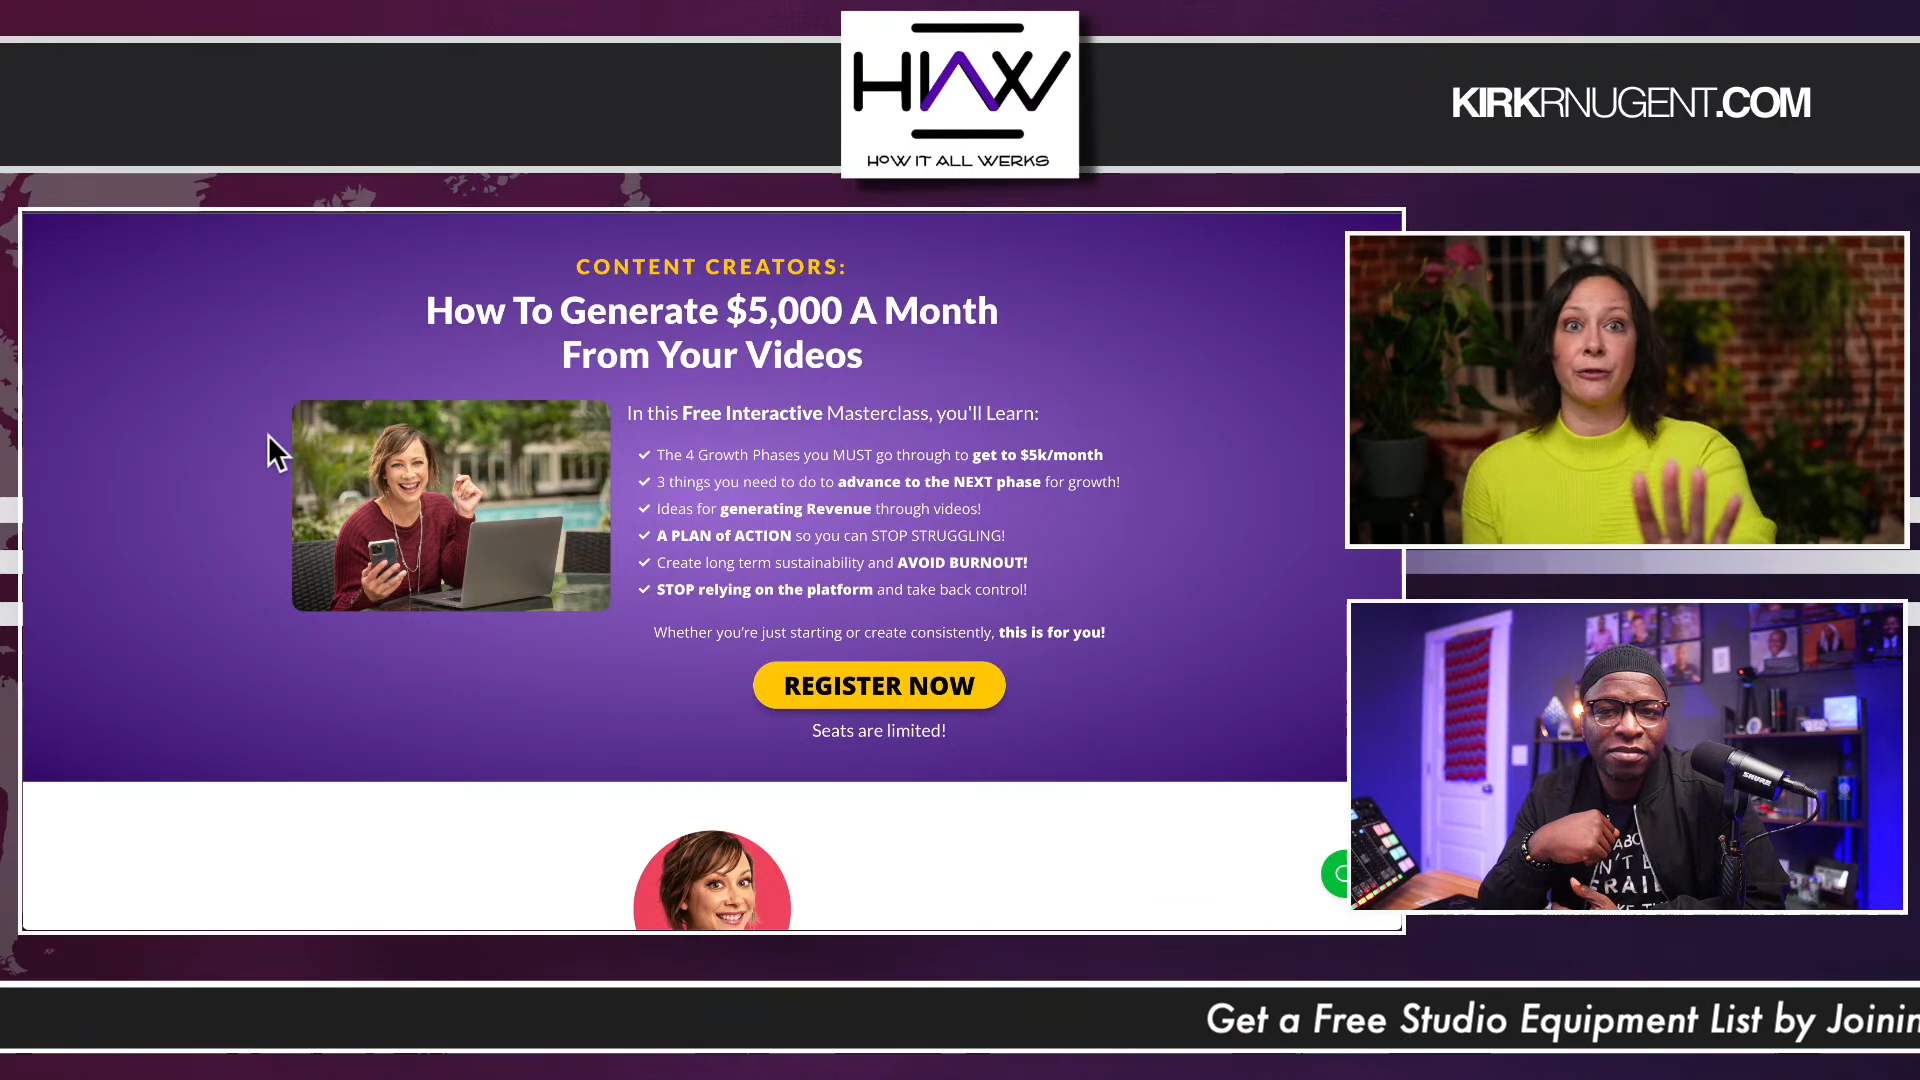 HIAW
HOW IT ALL WERKS
KIRKRNUGENT.COM
CONTENT CREATORS:
How To Generate $5,000 A Month
From Your Videos
In this Free Interactive Masterclass, you'll Learn:
The 4 Growth Phases you MUST go through to get to $5k/month
3 things you need to do to advance to the NEXT phase for growth!
Ideas for generating Revenue through videos!
A PLAN of ACTION so you can STOP STRUGGLING!
Create long term sustainability and AVOID BURNOUT!
STOP relying on the platform and take back control!
Whether you’re just starting or create consistently, this is for you!
REGISTER NOW
Seats are limited!
SHURE
Get a Free Studio Equipment List by Joinin